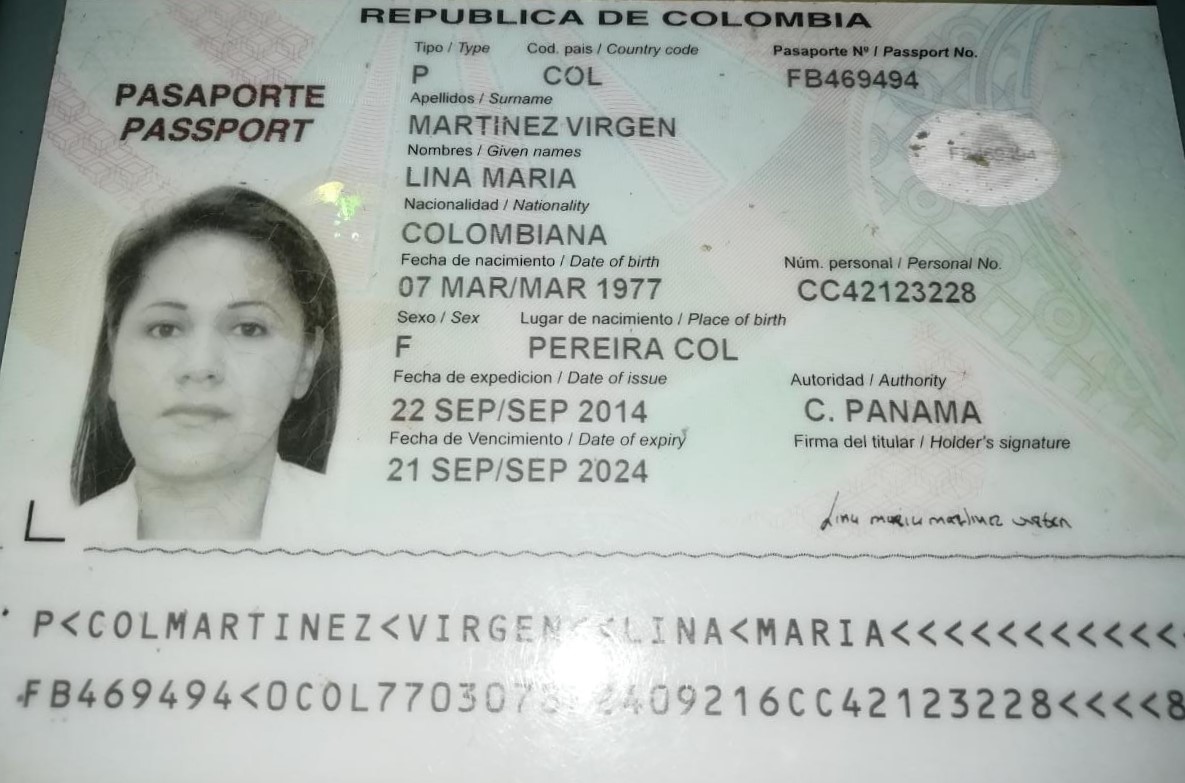 REPUBLICA DE COLOMBIA
PASAPORTE
PASSPORT
Tipo / Type Cod. pais / Country code Pasaporte Nº / Passport No.
P COL FB469494
Apellidos / Surname
MARTINEZ VIRGEN
Nombres / Given names
LINA MARIA
Nacionalidad / Nationality
COLOMBIANA
Fecha de nacimiento / Date of birth Núm. personal / Personal No.
07 MAR/MAR 1977 CC42123228
Sexo / Sex Lugar de nacimiento / Place of birth
F PEREIRA COL
Fecha de expedicion / Date of issue Autoridad / Authority
22 SEP/SEP 2014 C. PANAMA
Fecha de Vencimiento / Date of expiry Firma del titular / Holder's signature
21 SEP/SEP 2024
Lina maria martinez virgen
P<COLMARTINEZ<VIRGEN<<LINA<MARIA<<<<<<<<<<<
FB469494<0COL770307 2409216CC42123228<<<<8